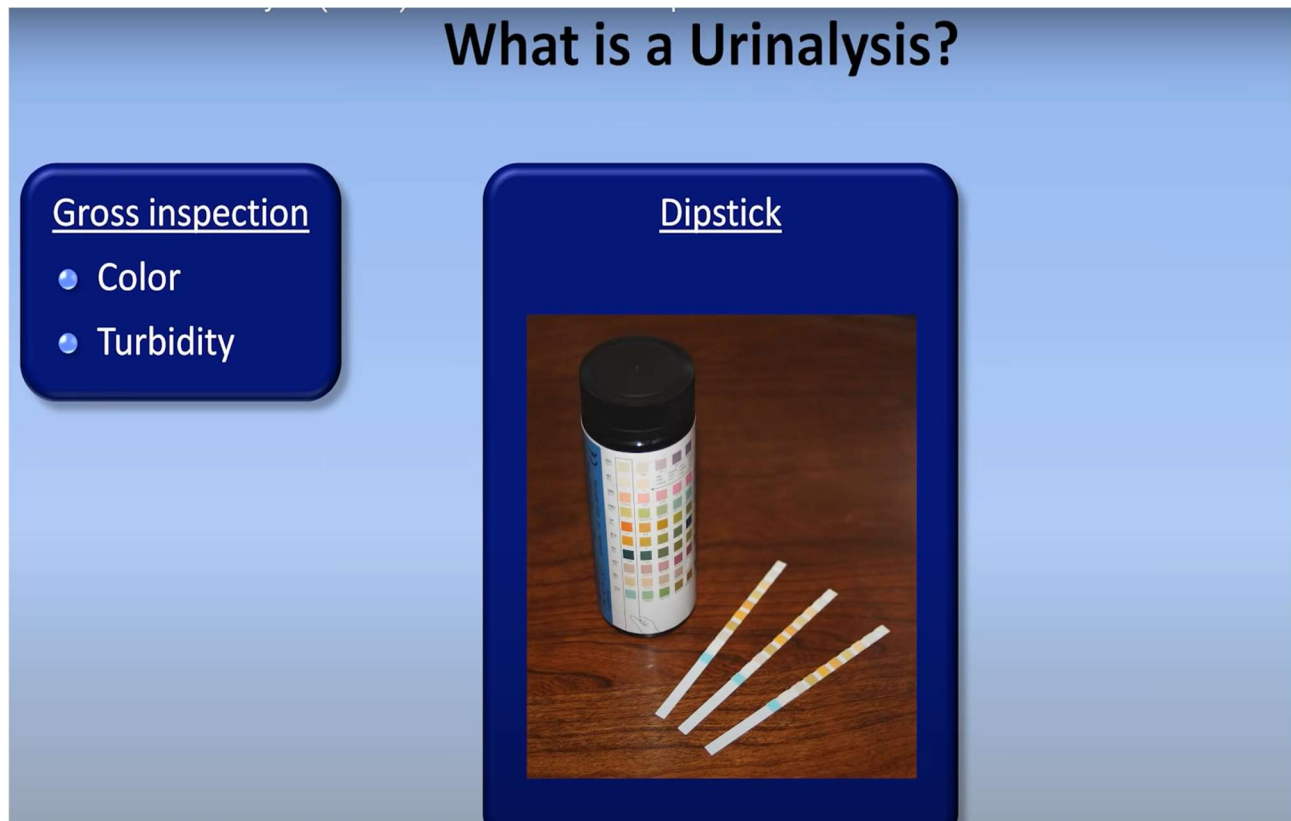 What is a Urinalysis?
Gross inspection
Color
Turbidity
Dipstick